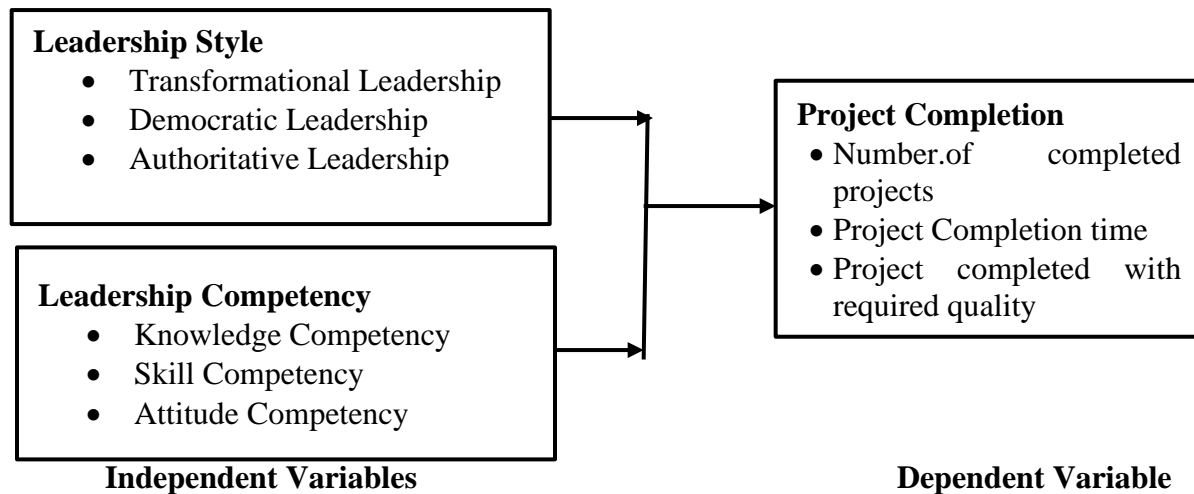 Leadership Style
• Transformational Leadership
• Democratic Leadership
• Authoritative Leadership
Leadership Competency
• Knowledge Competency
• Skill Competency
• Attitude Competency
Independent Variables
Project Completion
• Number.of completed
projects
• Project Completion time
• Project completed with
required quality
Dependent Variable